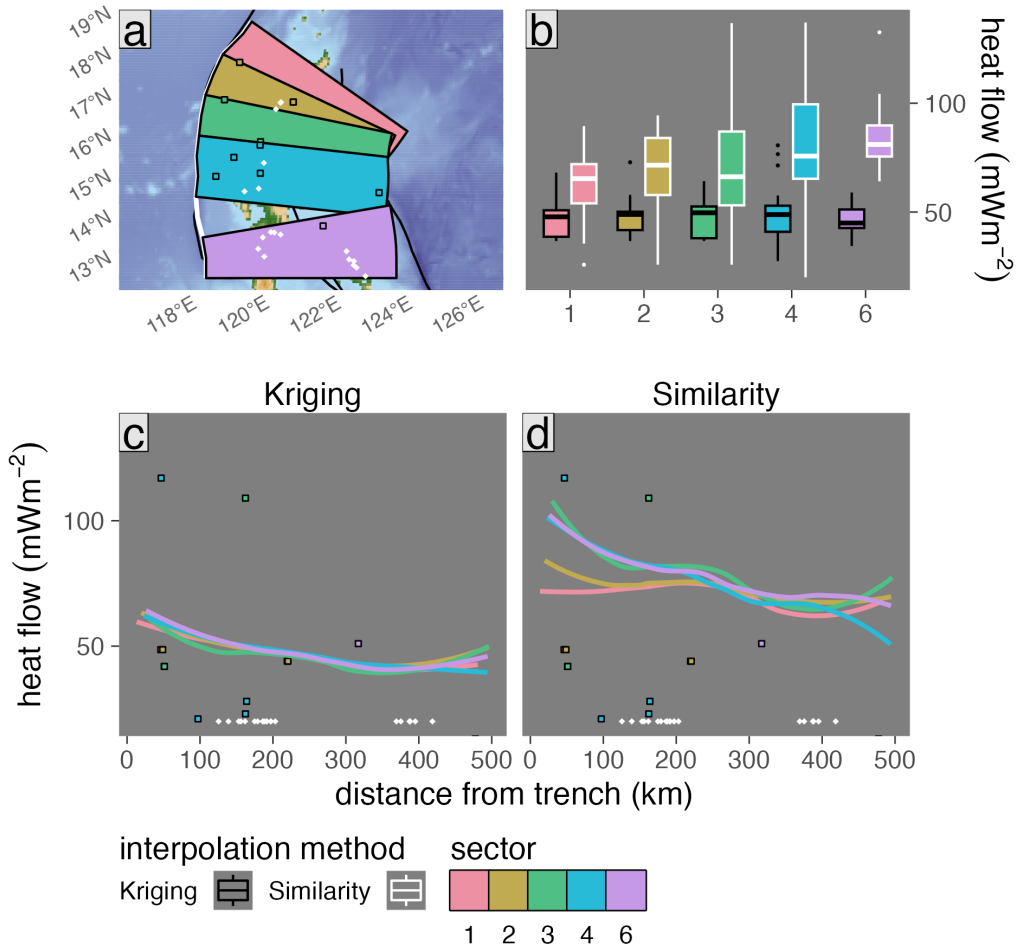 a
19°N
18°N
17°N
16°N
15°N
14°N
13°N
118°E
120°E
122°E
124°E
126°E
b
100
50
heat flow (mWm⁻²)
1
2
3
4
6
Kriging
Similarity
c
d
heat flow (mWm⁻²)
100
50
0 100 200 300 400 500 0 100 200 300 400 500
distance from trench (km)
interpolation method sector
Kriging Similarity
1 2 3 4 6